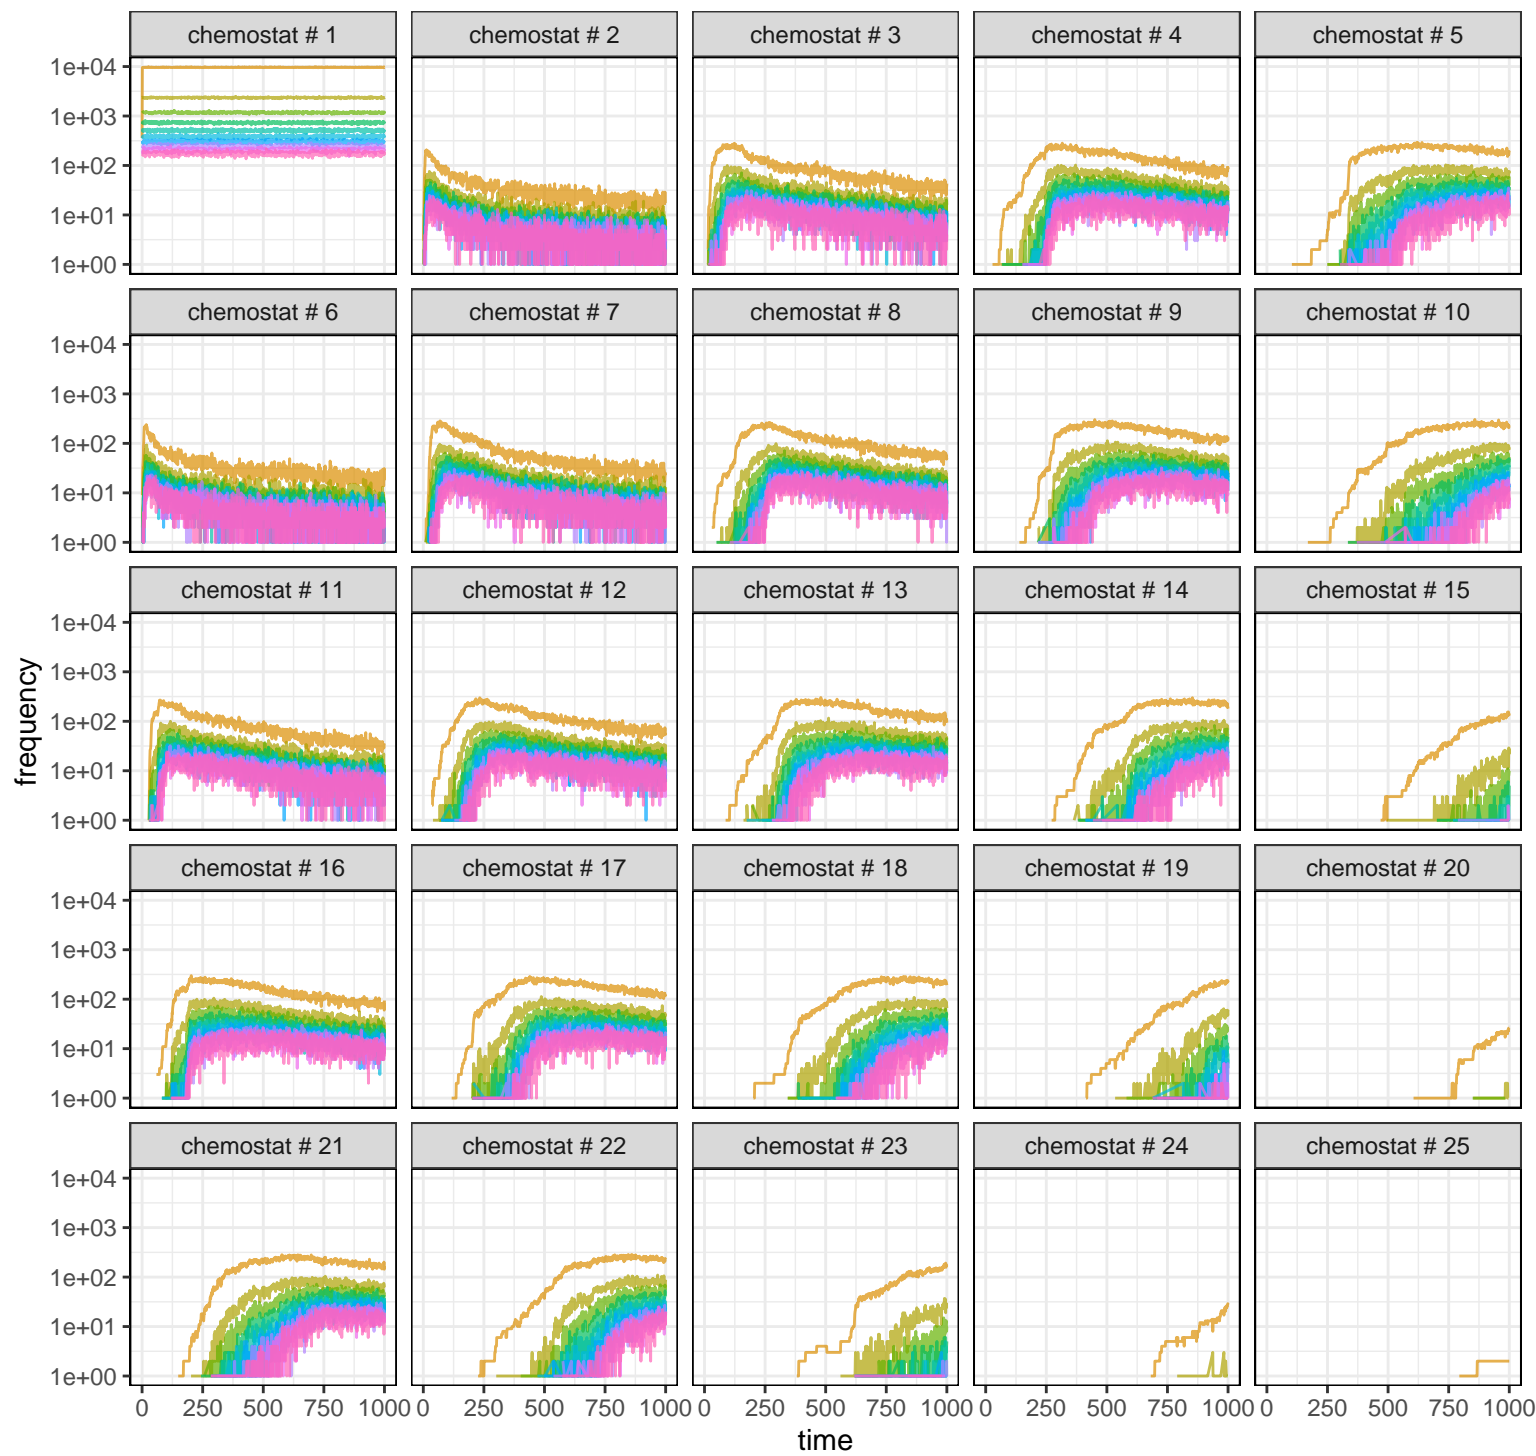 chemostat # 1 chemostat # 2 chemostat # 3 chemostat # 4 chemostat # 5
1e+04
1e+03
1e+02
1e+01
1e+00
chemostat # 6 chemostat # 7 chemostat # 8 chemostat # 9 chemostat # 10
1e+04
1e+03
1e+02
1e+01
1e+00
chemostat # 11 chemostat # 12 chemostat # 13 chemostat # 14 chemostat # 15
1e+04
1e+03
1e+02
1e+01
1e+00
frequency
chemostat # 16 chemostat # 17 chemostat # 18 chemostat # 19 chemostat # 20
1e+04
1e+03
1e+02
1e+01
1e+00
chemostat # 21 chemostat # 22 chemostat # 23 chemostat # 24 chemostat # 25
1e+04
1e+03
1e+02
1e+01
1e+00
0 250 500 750 1000 0 250 500 750 1000 0 250 500 750 1000 0 250 500 750 1000 0 250 500 750 1000
time